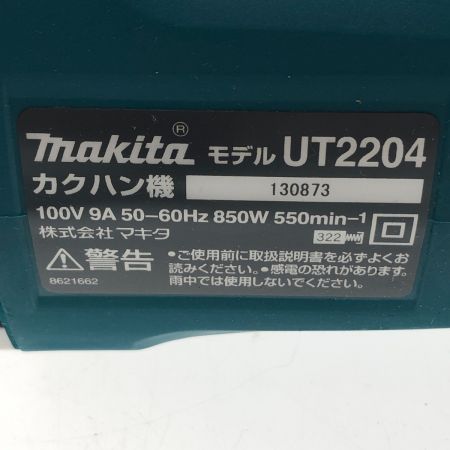 makita® モデル UT2204
カクハン機 130873
100V 9A 50-60Hz 850W 550min-1
株式会社 マキタ 322
警告 ●ご使用前に取扱説明書を必ずよくお
読みください。●感電の恐れがあります。
8621662 雨中では使用しないでください。